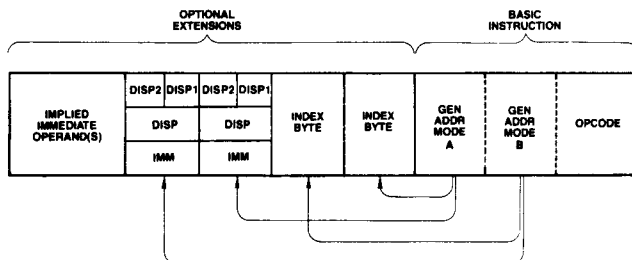 OPTIONAL EXTENSIONS
BASIC INSTRUCTION
IMPLIED IMMEDIATE OPERAND(S)
DISP2 DISP1 DISP2 DISP1
DISP DISP
IMM IMM
INDEX BYTE
INDEX BYTE
GEN ADDR MODE A
GEN ADDR MODE B
OPCODE